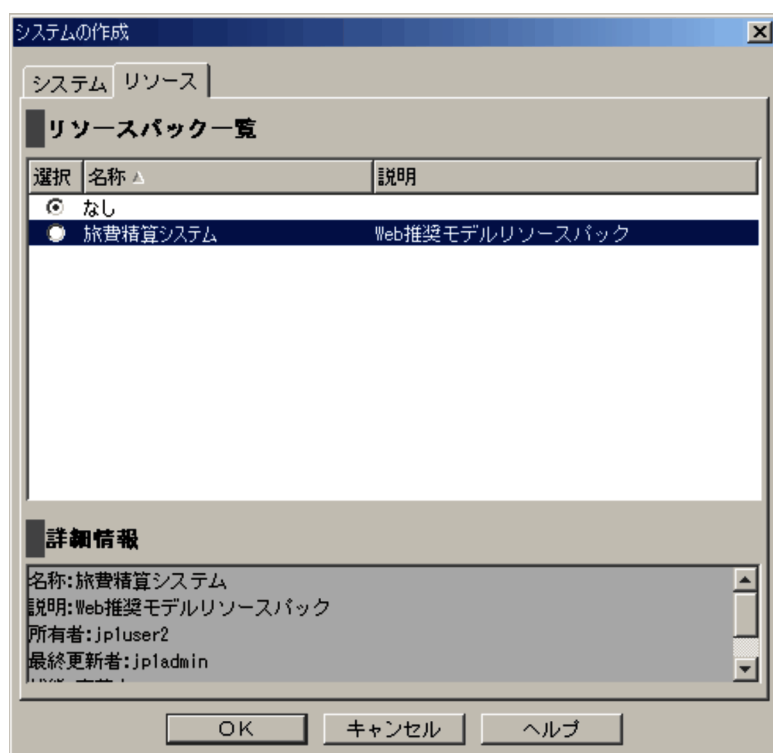 システムの作成
システム リソース
リソースパック一覧
選択 名称 説明
なし
旅費精算システム Web推奨モデルリソースパック
詳細情報
名称:旅費精算システム
説明:Web推奨モデルリソースパック
所有者:jp1user2
最終更新者:jp1admin
OK キャンセル ヘルプ